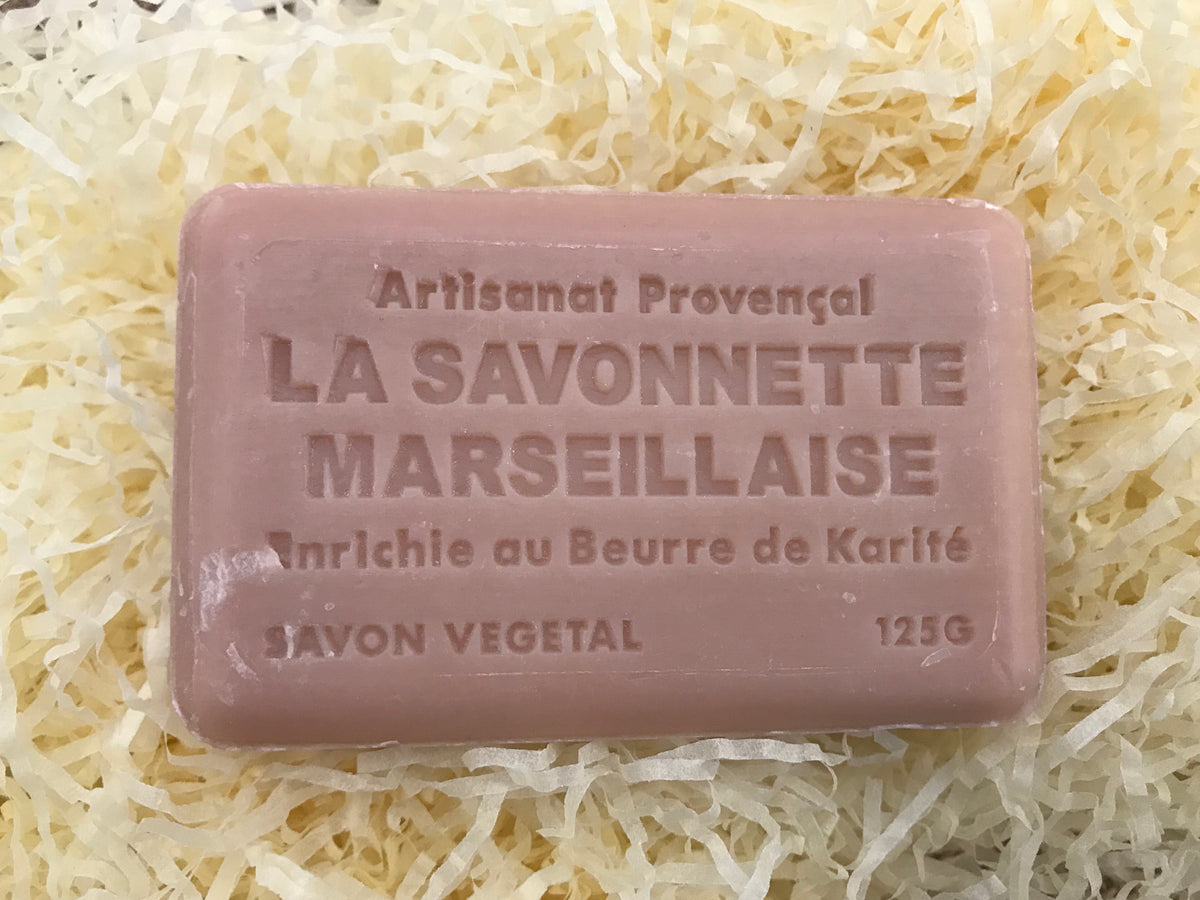 Artisanat Provençal
LA SAVONNETTE
MARSEILLAISE
Enrichie au Beurre de Karité
SAVON VEGETAL 125G